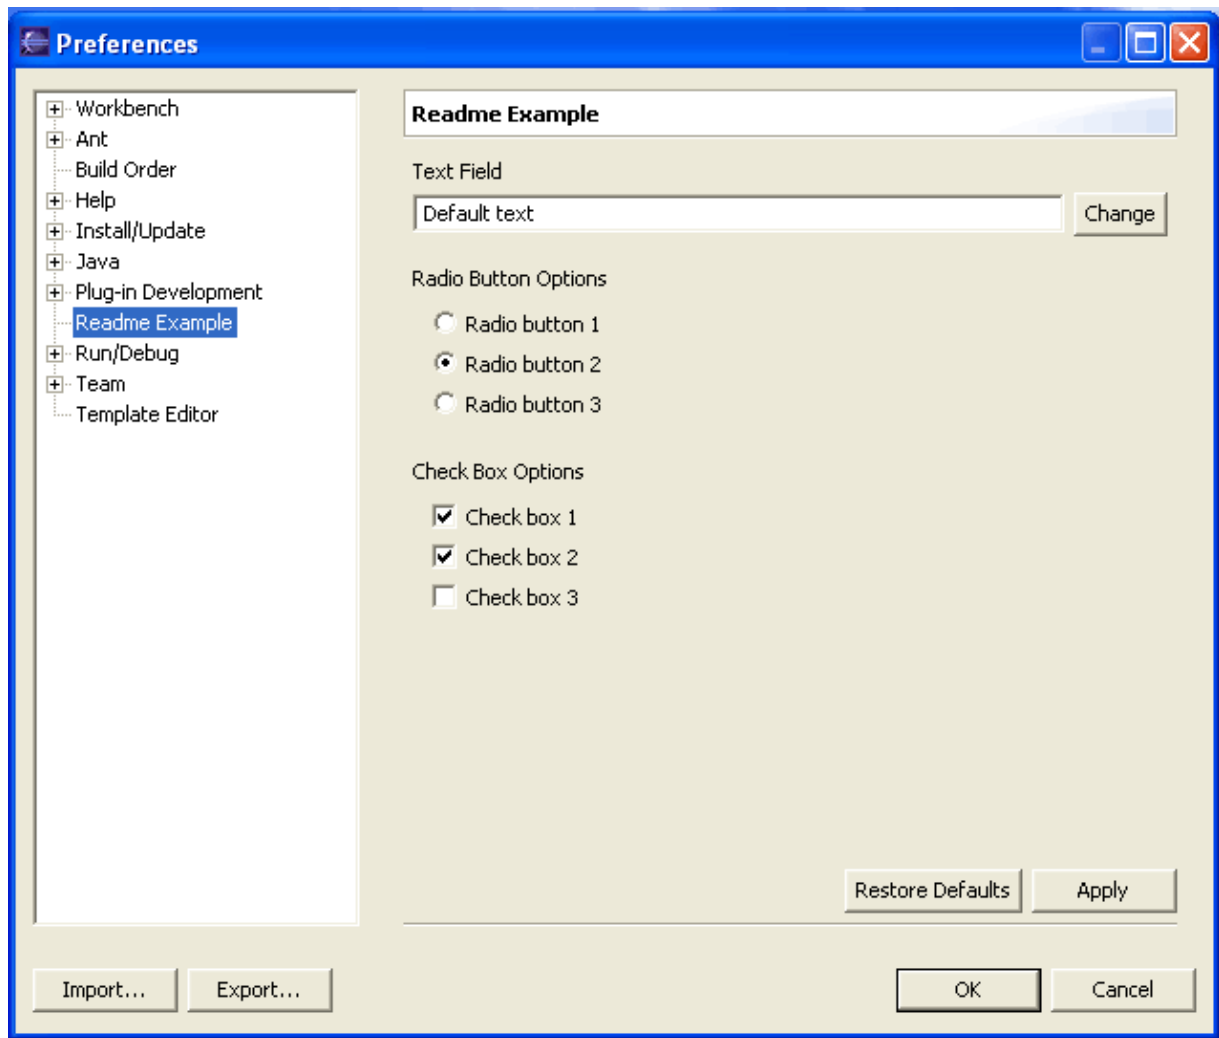 Preferences
Workbench
Ant
Build Order
Help
Install/Update
Java
Plug-in Development
Readme Example
Run/Debug
Team
Template Editor
Readme Example
Text Field
Default text
Change
Radio Button Options
Radio button 1
Radio button 2
Radio button 3
Check Box Options
Check box 1
Check box 2
Check box 3
Restore Defaults
Apply
Import...
Export...
OK
Cancel